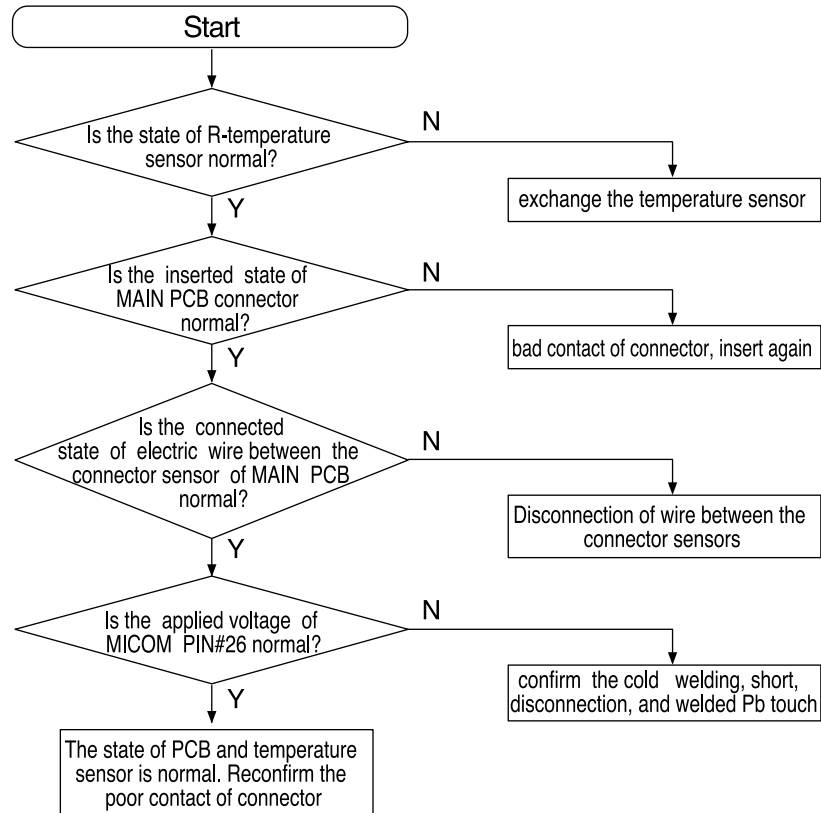 Start
Is the state of R-temperature
sensor normal?
N
exchange the temperature sensor
Y
Is the inserted state of
MAIN PCB connector
normal?
N
bad contact of connector, insert again
Y
Is the connected
state of electric wire between the
connector sensor of MAIN PCB
normal?
N
Disconnection of wire between the
connector sensors
Y
Is the applied voltage of
MICOM PIN#26 normal?
N
confirm the cold welding, short,
disconnection, and welded Pb touch
Y
The state of PCB and temperature
sensor is normal. Reconfirm the
poor contact of connector